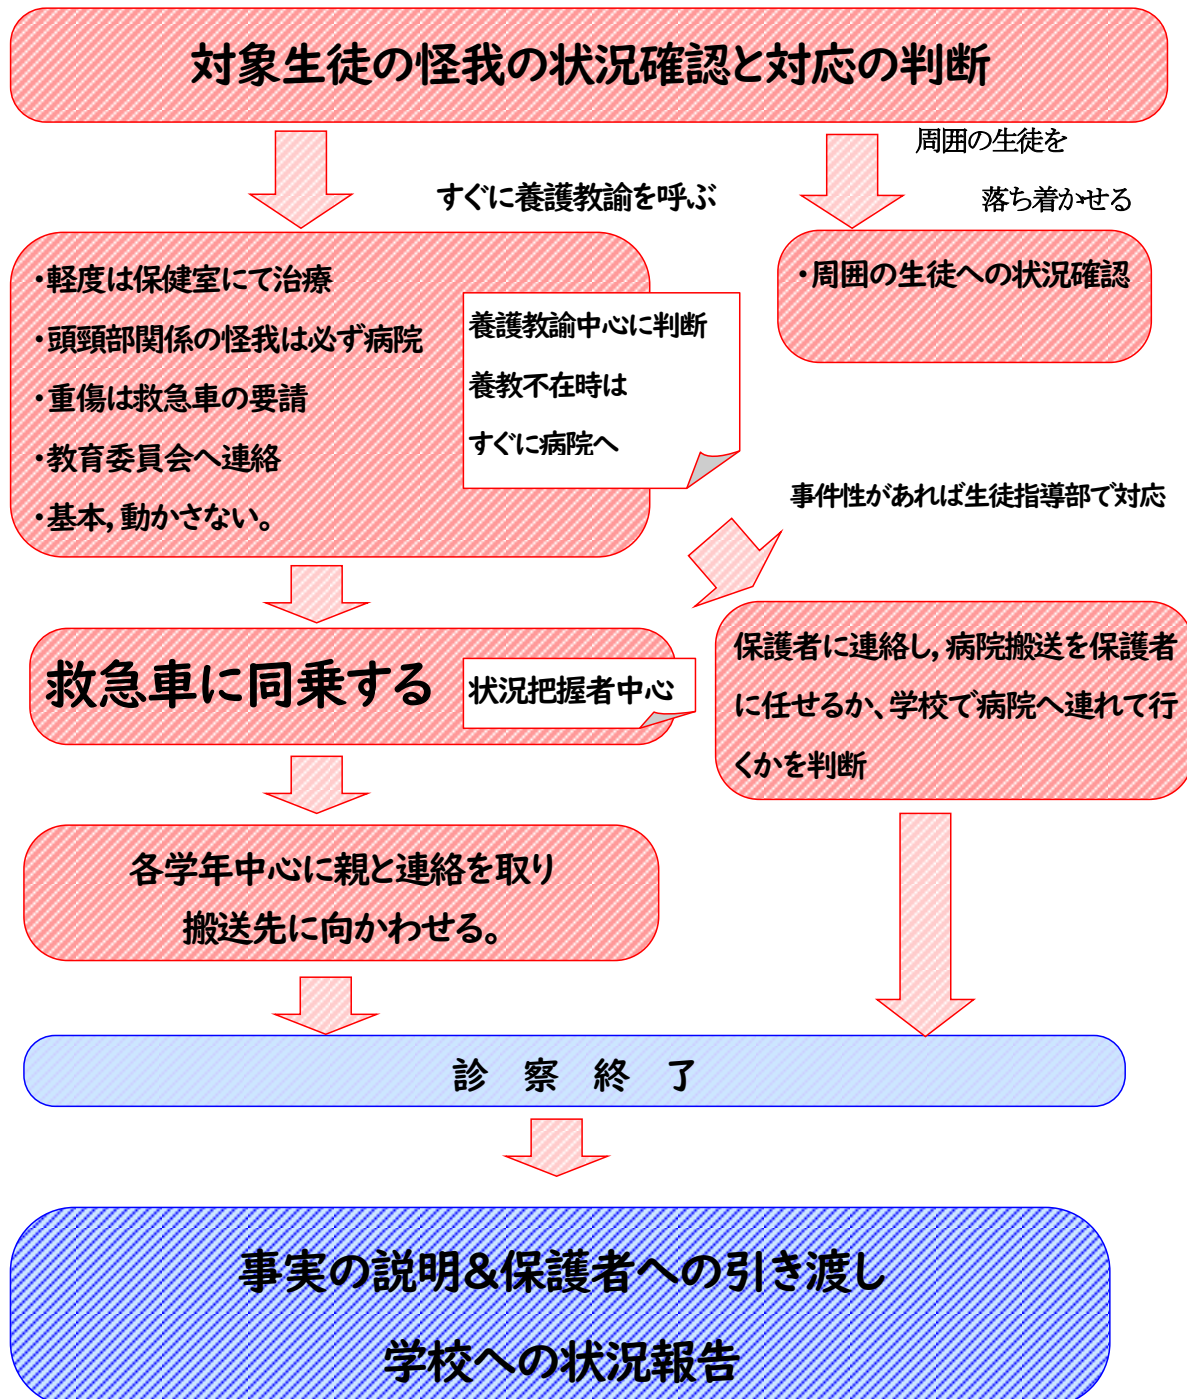 対象生徒の怪我の状況確認と対応の判断
周囲の生徒を
落ち着かせる
すぐに養護教諭を呼ぶ
・軽度は保健室にて治療
・頭頸部関係の怪我は必ず病院
・重傷は救急車の要請
・教育委員会へ連絡
・基本,動かさない。
養護教諭中心に判断
養教不在時は
すぐに病院へ
・周囲の生徒への状況確認
事件性があれば生徒指導部で対応
救急車に同乗する
状況把握者中心
保護者に連絡し,病院搬送を保護者
に任せるか、学校で病院へ連れて行
くかを判断
各学年中心に親と連絡を取り
搬送先に向かわせる。
診 察 終 了
事実の説明&保護者への引き渡し
学校への状況報告